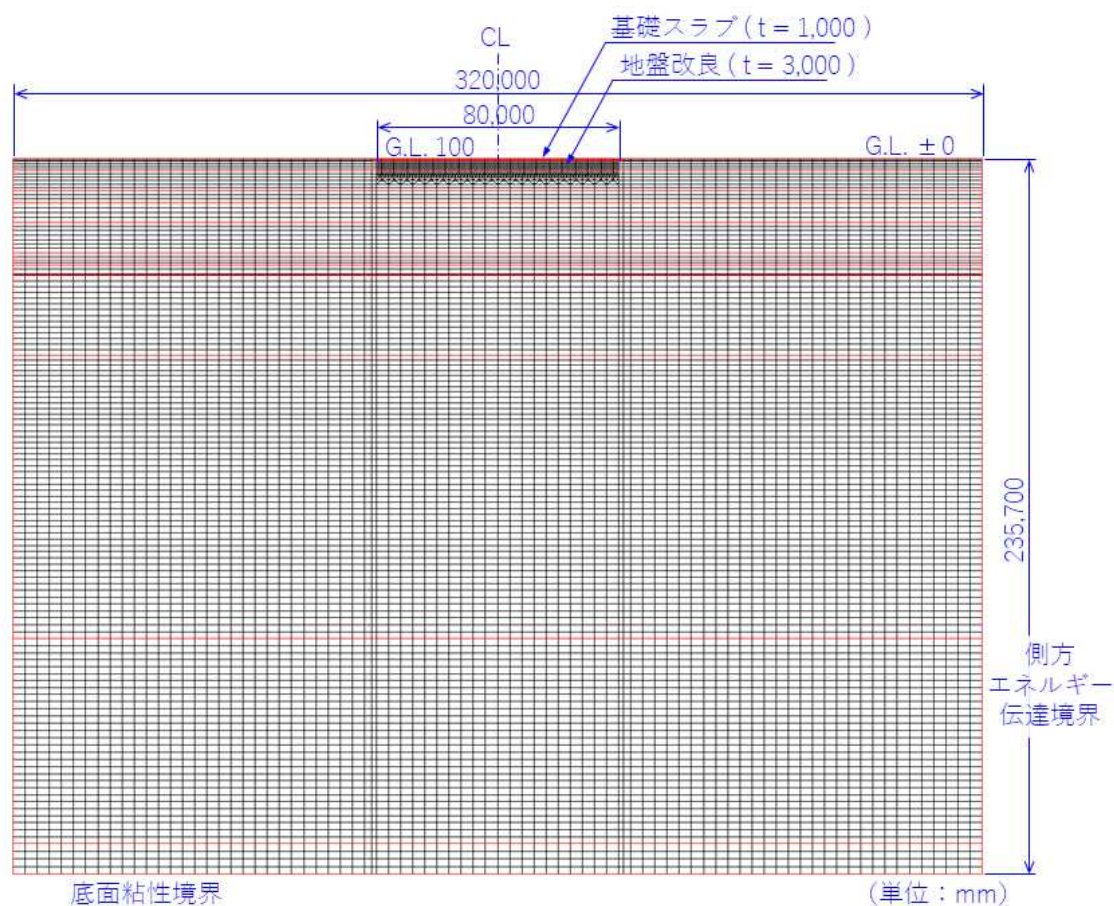 基礎スラブ(t=1,000)
CL
地盤改良(t=3,000)
320,000
80,000
G.L. 100
G.L. ±0
235,700
側方
エネルギー
伝達境界
底面粘性境界
(単位：mm)